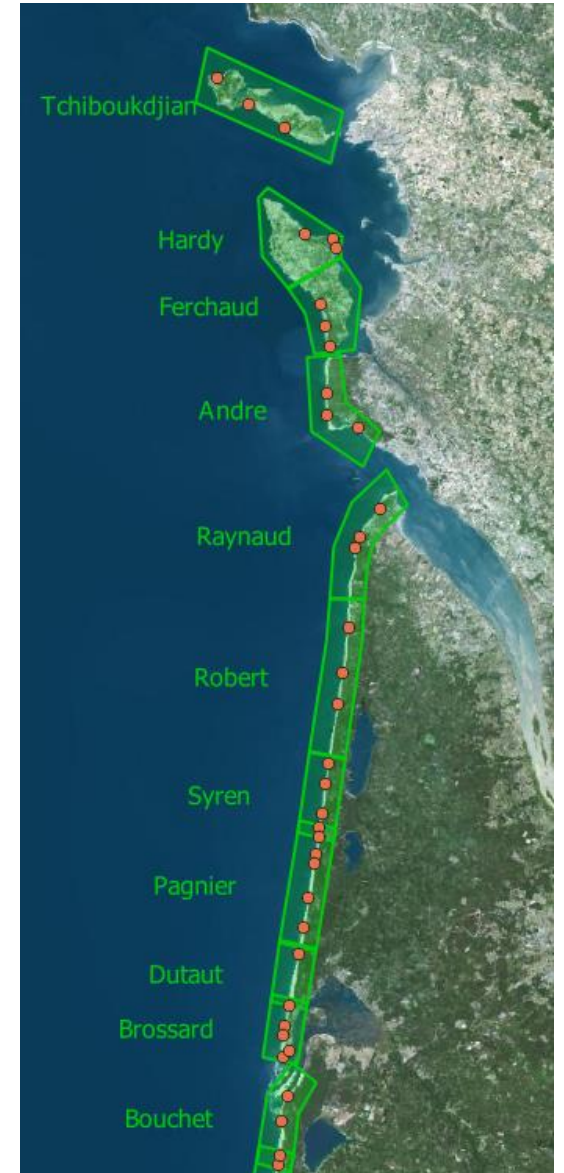 Tchiboukdjian
Hardy
Ferchaud
Andre
Raynaud
Robert
Syren
Pagnier
Dutaut
Brossard
Bouchet